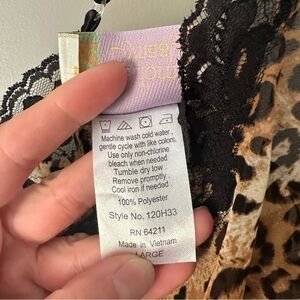 Machine wash cold water,
gentle cycle with like colors.
Use only non-chlorine
bleach when needed
Tumble dry low
Remove promptly
Cool iron if needed
100% Polyester
Style No. 120H33
RN 64211
Made in Vietnam
LARGE